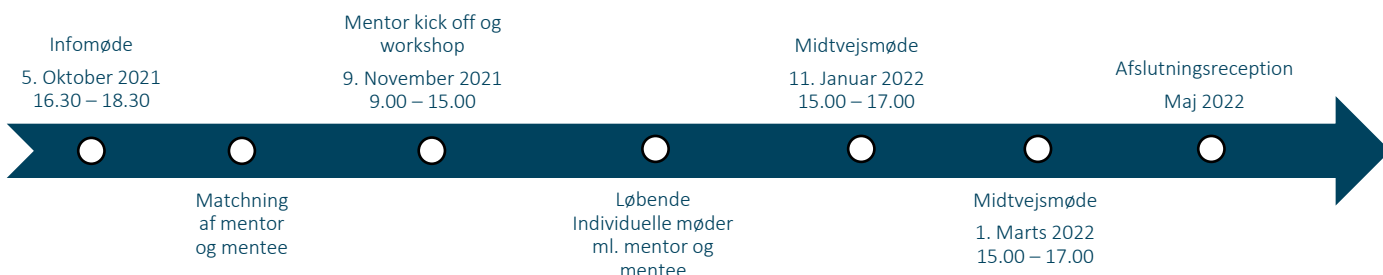 Infomøde
5. Oktober 2021
16.30 – 18.30
Matchning
af mentor
og mentee
Mentor kick off og
workshop
9. November 2021
9.00 – 15.00
Løbende
Individuelle møder
ml. mentor og
mentee
Midtvejsmøde
11. Januar 2022
15.00 – 17.00
Midtvejsmøde
1. Marts 2022
15.00 – 17.00
Afslutningsreception
Maj 2022